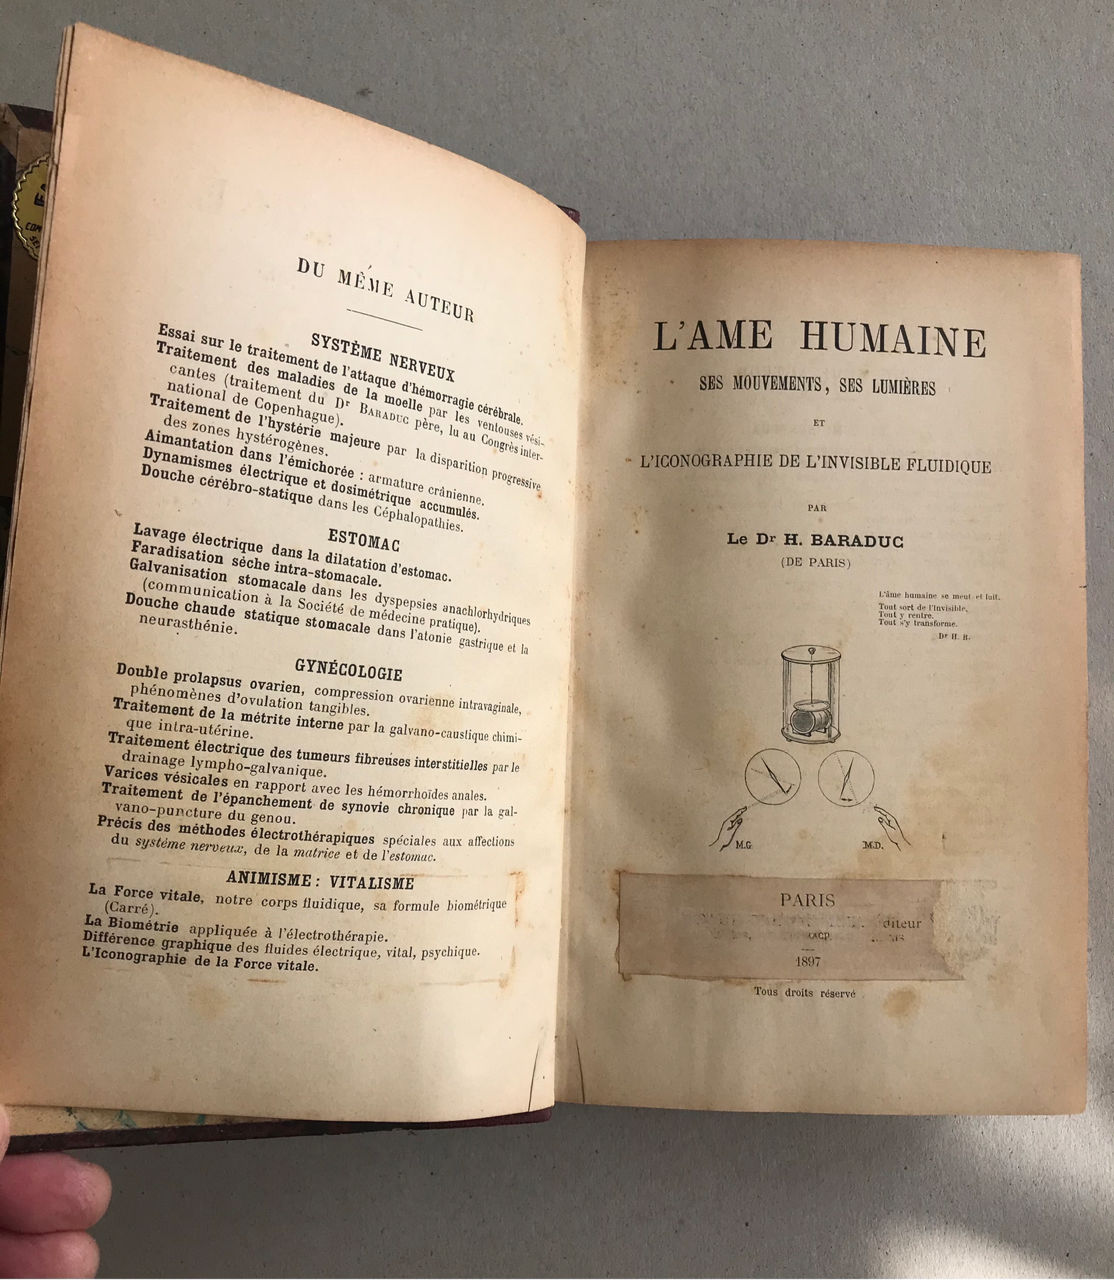 DU MÊME AUTEUR
SYSTÈME NERVEUX
Essai sur le traitement de l'attaque d'hémorragie cérébrale.
Traitement des maladies de la moelle par les ventouses vési-
cantes (traitement du Dr BARADUC père, lu au Congrès inter-
national de Copenhague).
Traitement de l'hystérie majeure par la disparition progressive
des zones hystérogènes.
Aimantation dans l'émichorée : armature crânienne.
Dynamismes électrique et dosimétrique accumulés.
Douche cérébro-statique dans les Céphalopathies.
ESTOMAC
Lavage électrique dans la dilatation d'estomac.
Faradisation sèche intra-stomacale.
Galvanisation stomacale dans les dyspepsies anachlorhydriques
(communication à la Société de médecine pratique).
Douche chaude statique stomacale dans l'atonie gastrique et la
neurasthénie.
GYNÉCOLOGIE
Double prolapsus ovarien, compression ovarienne intravaginale,
phénomènes d'ovulation tangibles.
Traitement de la métrite interne par la galvano-caustique chimi-
que intra-utérine.
Traitement électrique des tumeurs fibreuses interstitielles par le
drainage lympho-galvanique.
Varices vésicales en rapport avec les hémorrhoïdes anales.
Traitement de l'épanchement de synovie chronique par la gal-
vano-puncture du genou.
Précis des méthodes électrothérapiques spéciales aux affections
du système nerveux, de la matrice et de l'estomac.
ANIMISME : VITALISME
La Force vitale, notre corps fluidique, sa formule biométrique
(Carré).
La Biométrie appliquée à l'électrothérapie.
Différence graphique des fluides électrique, vital, psychique.
L'Iconographie de la Force vitale.
L'AME HUMAINE
SES MOUVEMENTS, SES LUMIÈRES
ET
L'ICONOGRAPHIE DE L'INVISIBLE FLUIDIQUE
PAR
Le Dr H. BARADUC
(DE PARIS)
L'âme humaine se meut et luit.
Tout sort de l'Invisible,
Tout y rentre,
Tout s'y transforme.
Dr H. B.
M.G.
M.D.
PARIS
1897
Tous droits réservé